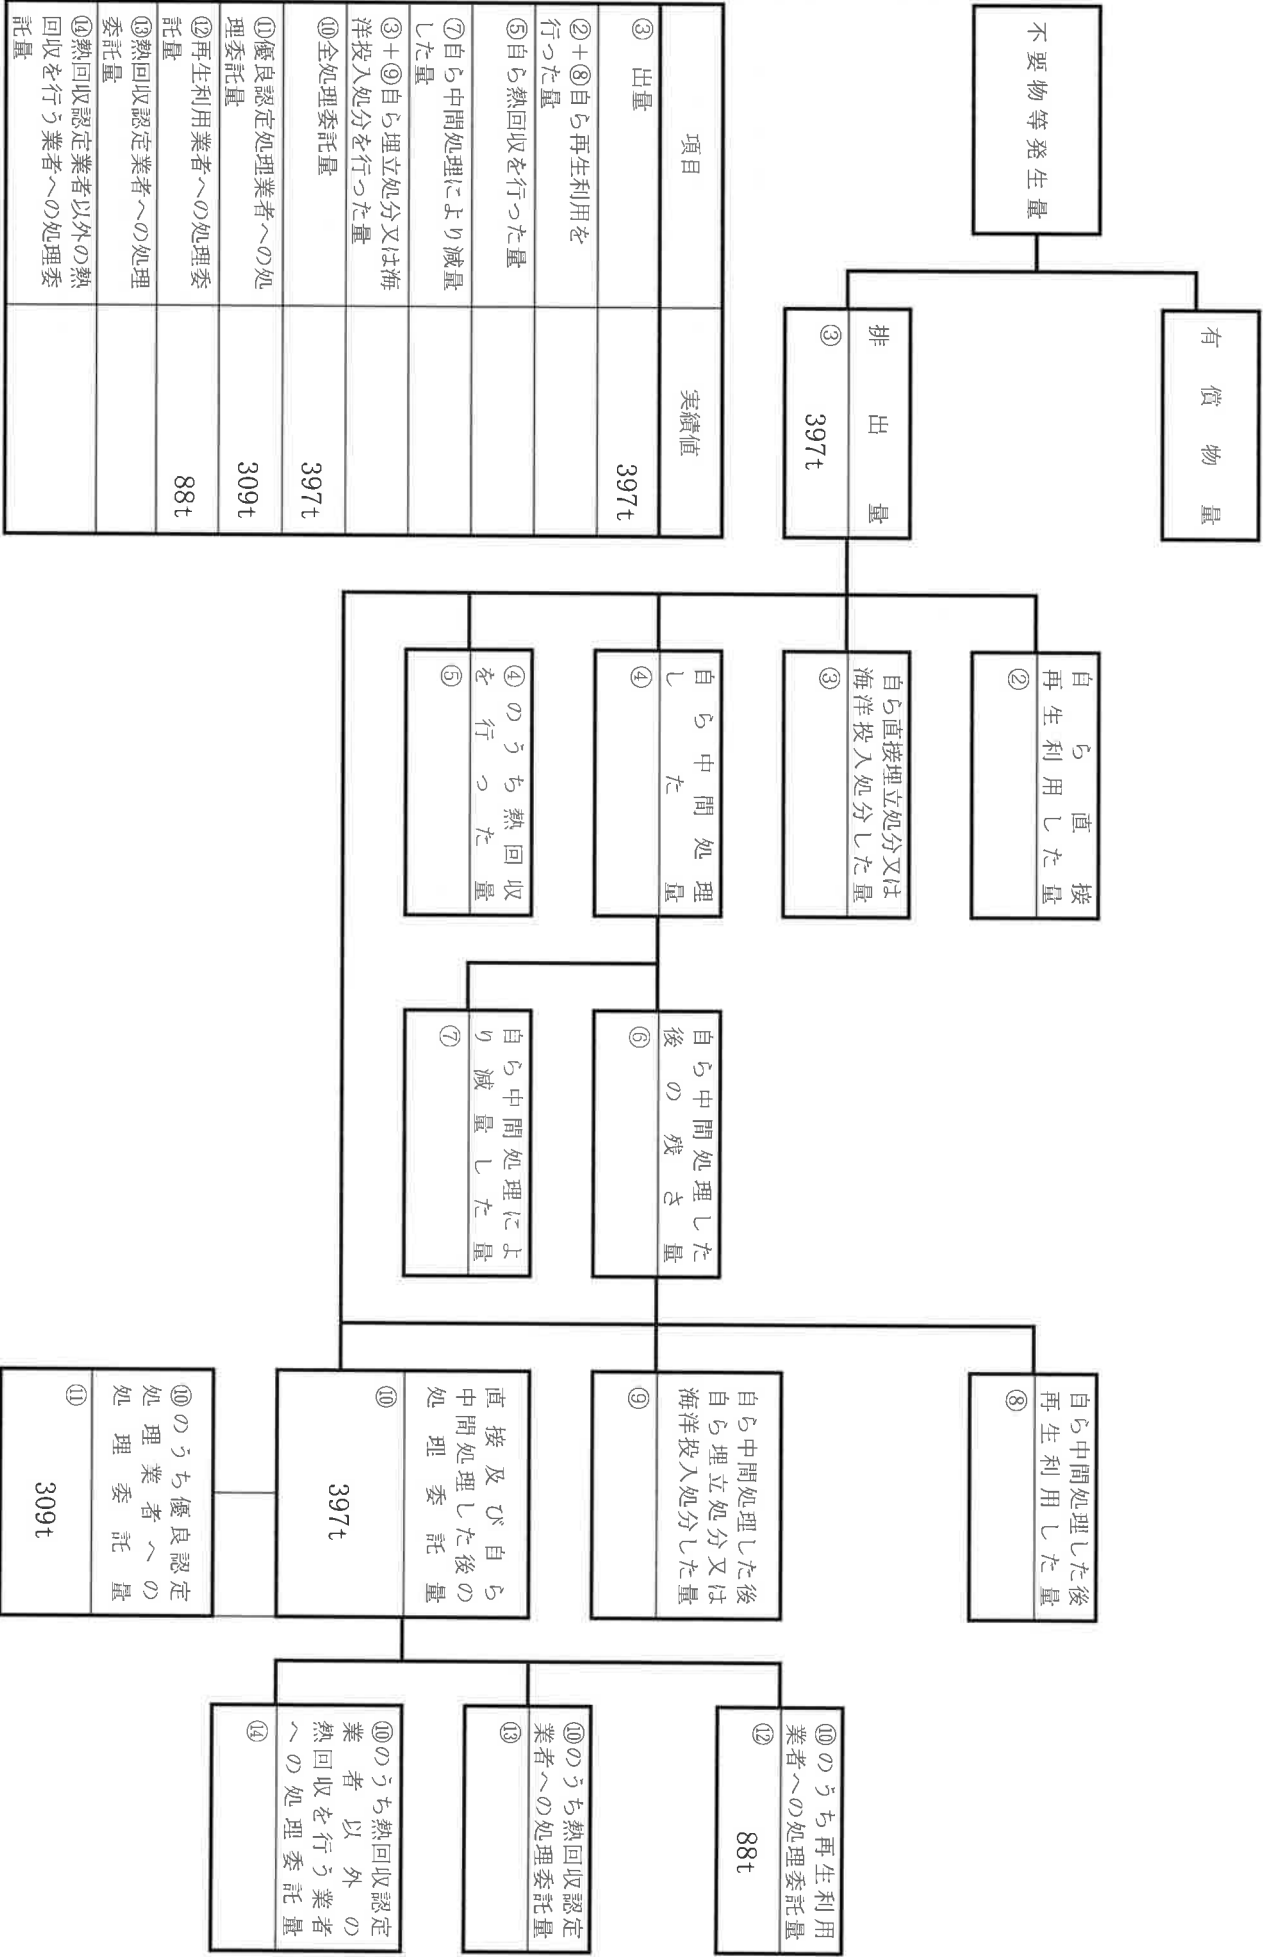 不要物等発生量
有償物量
排出量
③
397t
自ら直接
再生利用した量
②
自ら直接埋立処分又は
海洋投入処分した量
③
自ら中間処理
した量
④
④のうち熱回収
を行った量
⑤
自ら中間処理した
後の残さ量
⑥
自ら中間処理によ
り減量した量
⑦
自ら中間処理した後
再生利用した量
⑧
自ら中間処理した後
自ら埋立処分又は
海洋投入処分した量
⑨
直接及び自ら
中間処理した後の
処理委託量
⑩
397t
⑩のうち優良認定
処理業者への
処理委託量
⑪
309t
⑩のうち再生利用
業者への処理委託量
⑫
88t
⑩のうち熱回収認定
業者への処理委託量
⑬
⑩のうち熱回収認定
業者以外の
熱回収を行う業者
への処理委託量
⑭
項目 実績値
③ 出量 397t
②+⑧自ら再生利用を
行った量
⑤自ら熱回収を行った量
⑦自ら中間処理により減量
した量
③+⑨自ら埋立処分又は海
洋投入処分を行った量
⑩全処理委託量 397t
⑪優良認定処理業者への処
理委託量 309t
⑫再生利用業者への処理委
託量 88t
⑬熱回収認定業者への処理
委託量
⑭熱回収認定業者以外の熱
回収を行う業者への処理委
託量